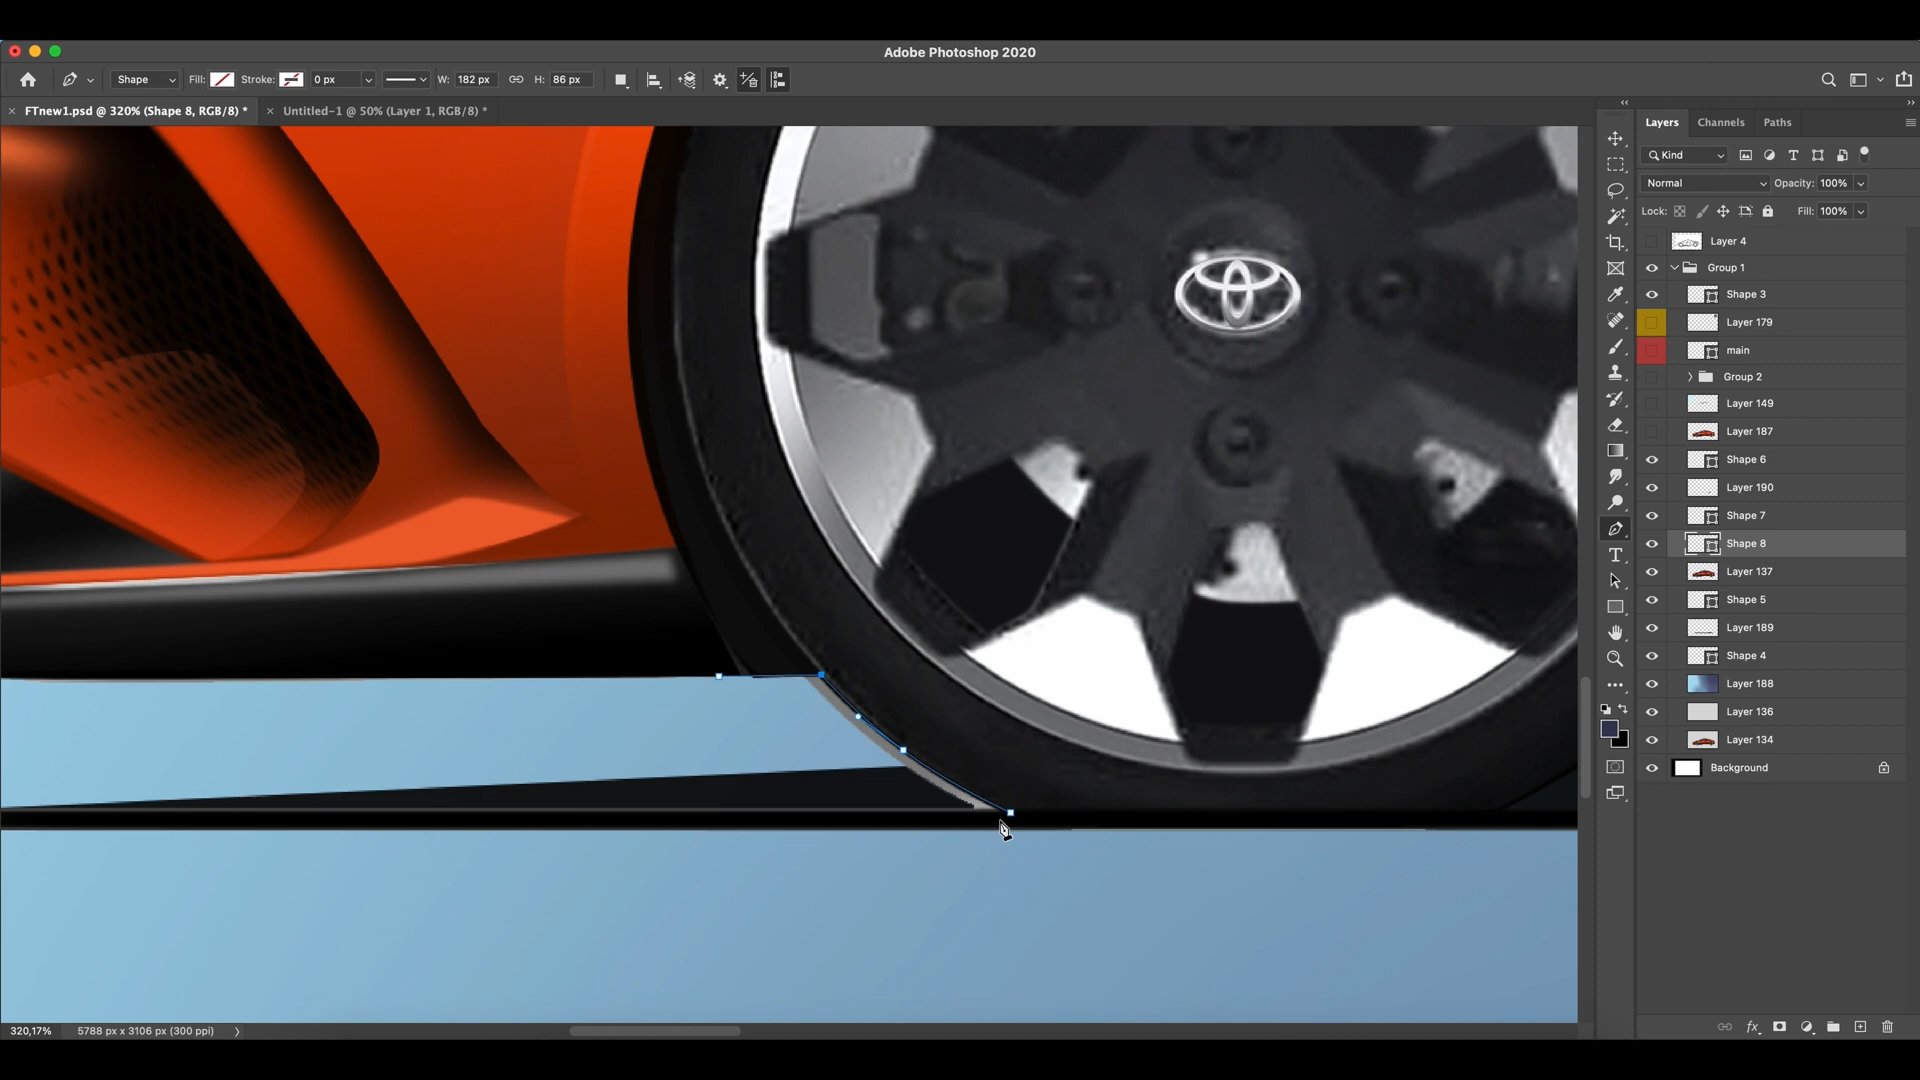 Adobe Photoshop 2020
Shape Fill: Stroke: 0 px W: 182 px H: 86 px
FTnew1.psd @ 320% (Shape 8, RGB/8) * Untitled-1 @ 50% (Layer 1, RGB/8) *
Layers Channels Paths
Kind
Normal Opacity: 100%
Lock: Fill: 100%
Layer 4
Group 1
Shape 3
Layer 179
main
Group 2
Layer 149
Layer 187
Shape 6
Layer 190
Shape 7
Shape 8
Layer 137
Shape 5
Layer 189
Shape 4
Layer 188
Layer 136
Layer 134
Background
320,17% 5788 px x 3106 px (300 ppi)
fx